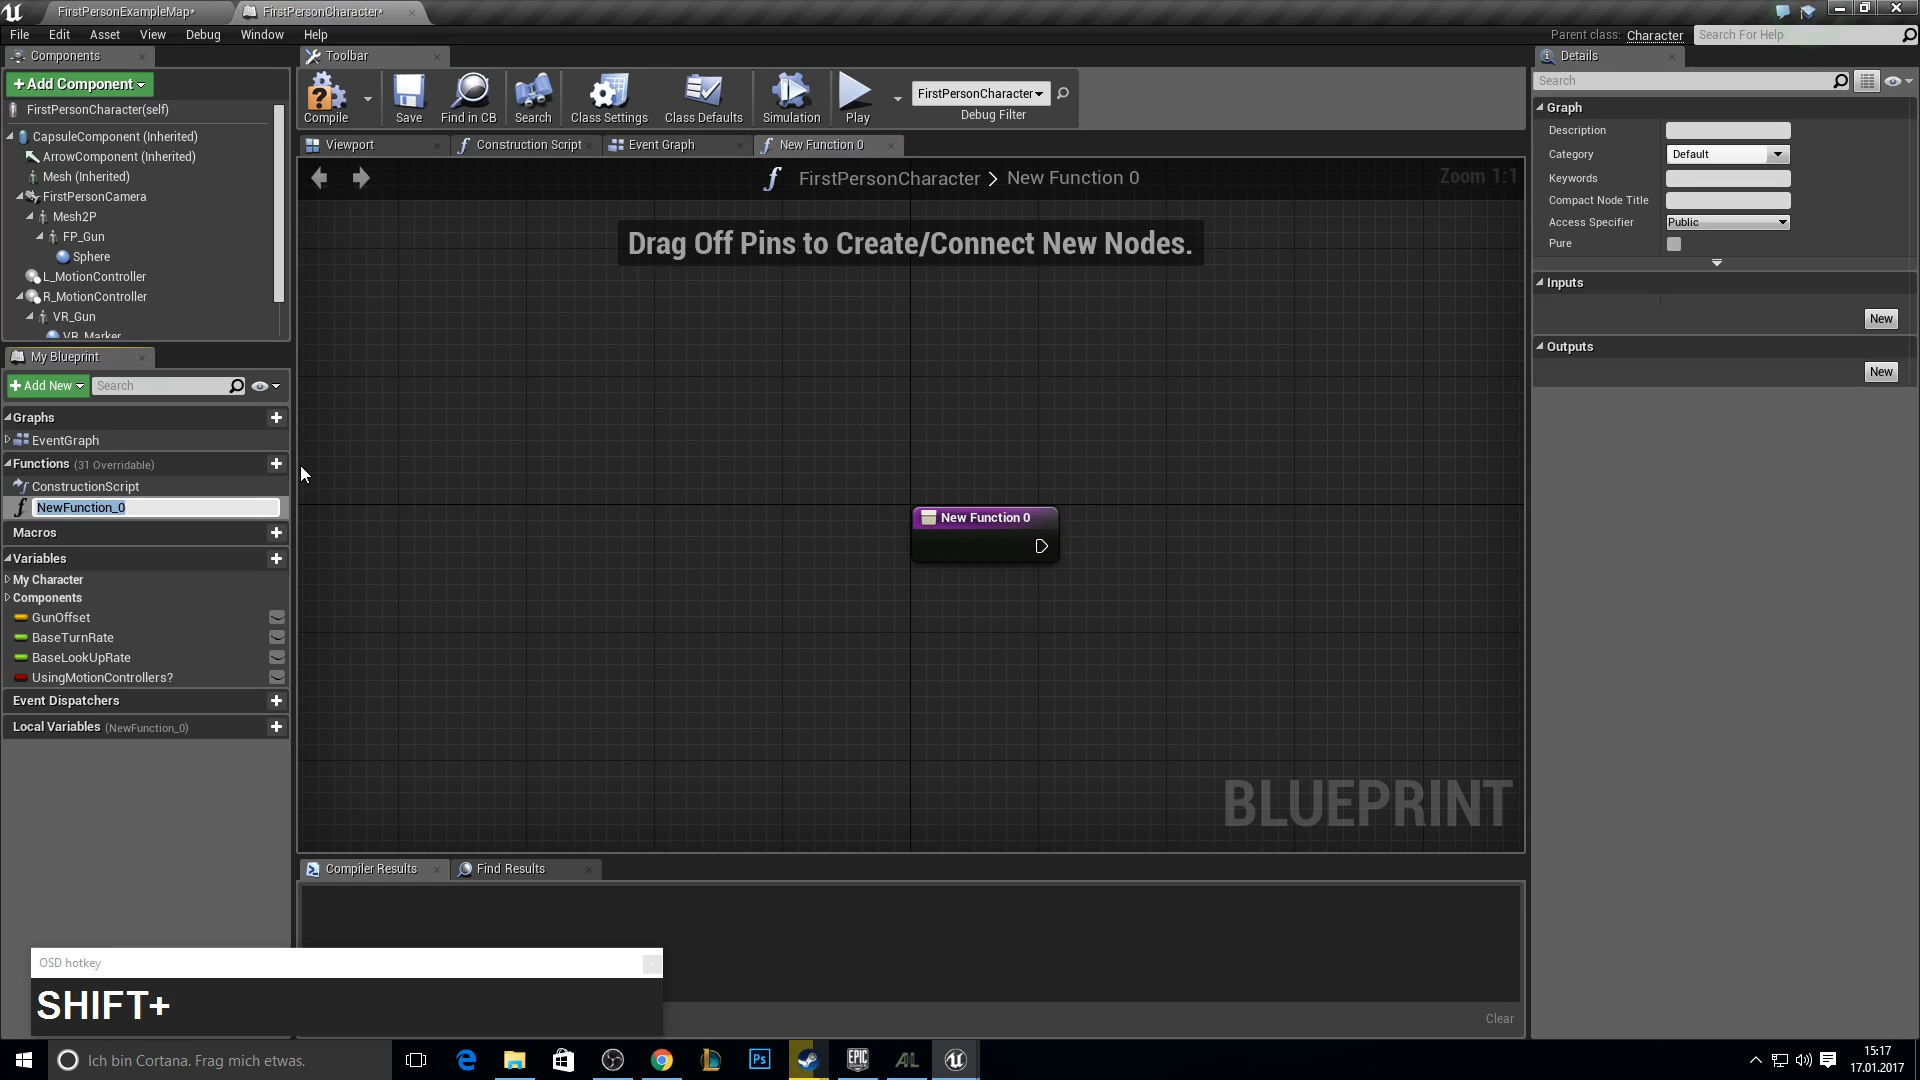 FirstPersonExampleMap*
FirstPersonCharacter*
File Edit Asset View Debug Window Help
Parent class: Character
Search For Help
Components
Toolbar
Details
+Add Component
FirstPersonCharacter(self)
CapsuleComponent (Inherited)
ArrowComponent (Inherited)
Mesh (Inherited)
FirstPersonCamera
Mesh2P
FP_Gun
Sphere
L_MotionController
R_MotionController
VR_Gun
VR_Marker
Compile
Save
Find in CB
Search
Class Settings
Class Defaults
Simulation
Play
FirstPersonCharacter
Debug Filter
Viewport
Construction Script
Event Graph
New Function 0
FirstPersonCharacter > New Function 0
Zoom 1:1
Drag Off Pins to Create/Connect New Nodes.
New Function 0
BLUEPRINT
My Blueprint
+Add New
Search
Graphs
EventGraph
Functions (31 Overridable)
ConstructionScript
NewFunction_0
Macros
Variables
My Character
Components
GunOffset
BaseTurnRate
BaseLookUpRate
UsingMotionControllers?
Event Dispatchers
Local Variables (NewFunction_0)
Search
Graph
Description
Category Default
Keywords
Compact Node Title
Access Specifier Public
Pure
Inputs
New
Outputs
New
Compiler Results
Find Results
Clear
OSD hotkey
SHIFT+
Ich bin Cortana. Frag mich etwas.
Ps
EPIC
GAMES
AL
15:17
17.01.2017